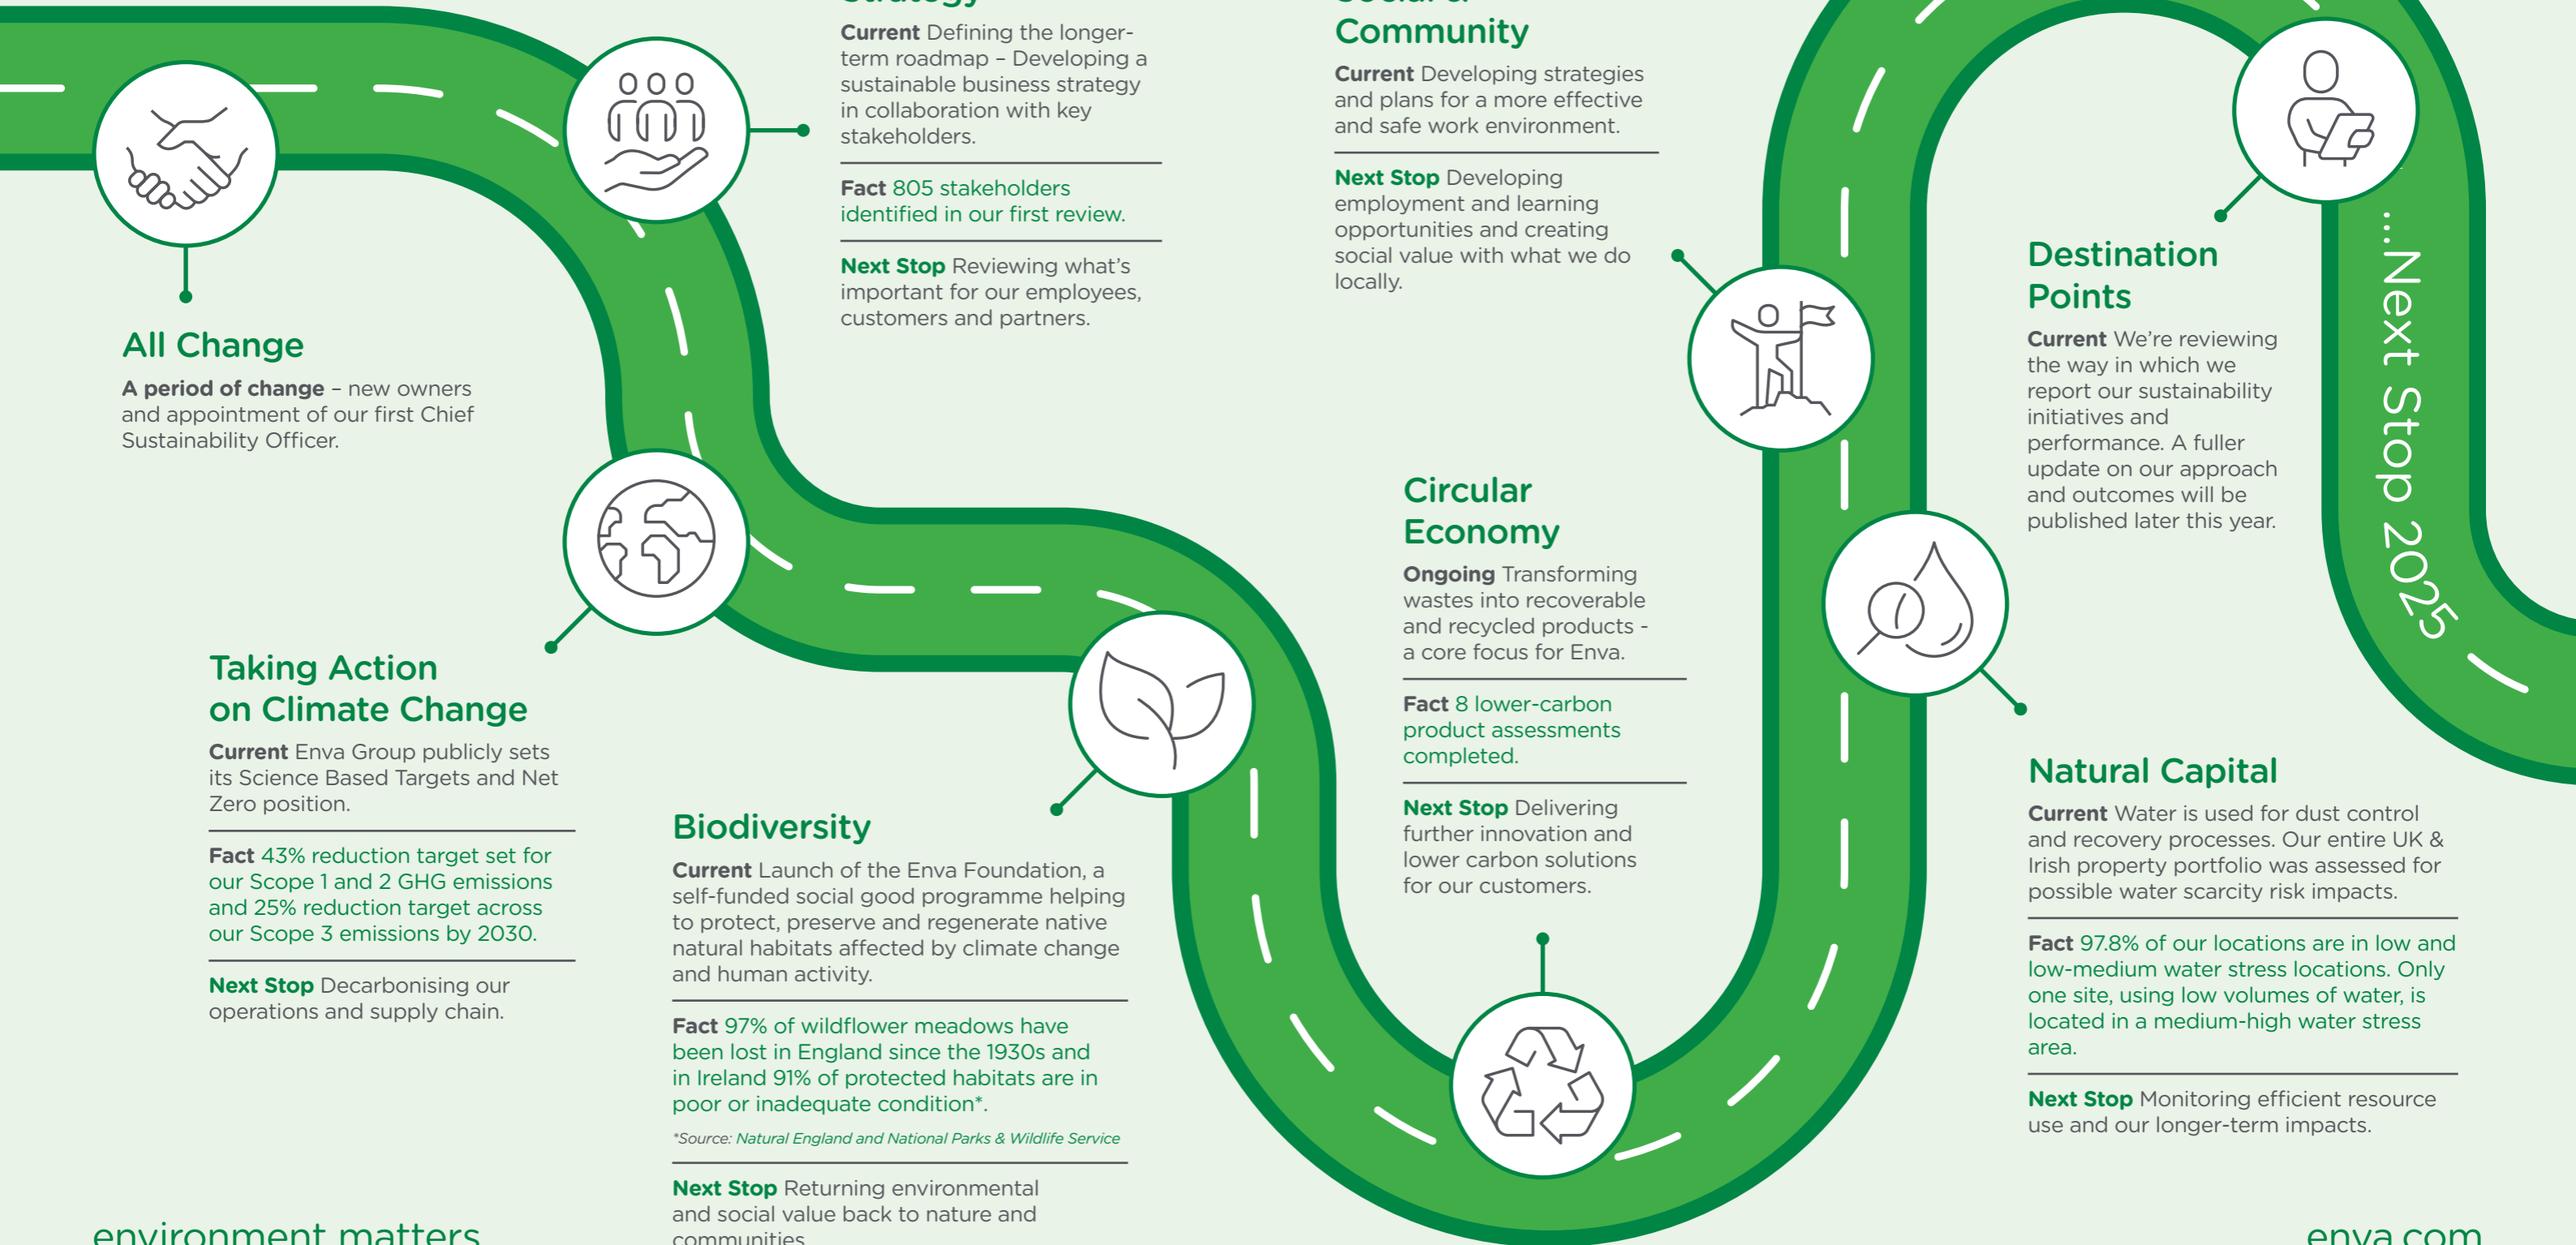 All Change
A period of change – new owners
and appointment of our first Chief
Sustainability Officer.
Strategy
Current Defining the longer-
term roadmap – Developing a
sustainable business strategy
in collaboration with key
stakeholders.
Fact 805 stakeholders
identified in our first review.
Next Stop Reviewing what's
important for our employees,
customers and partners.
Taking Action
on Climate Change
Current Enva Group publicly sets
its Science Based Targets and Net
Zero position.
Fact 43% reduction target set for
our Scope 1 and 2 GHG emissions
and 25% reduction target across
our Scope 3 emissions by 2030.
Next Stop Decarbonising our
operations and supply chain.
Biodiversity
Current Launch of the Enva Foundation, a
self-funded social good programme helping
to protect, preserve and regenerate native
natural habitats affected by climate change
and human activity.
Fact 97% of wildflower meadows have
been lost in England since the 1930s and
in Ireland 91% of protected habitats are in
poor or inadequate condition*.
*Source: Natural England and National Parks & Wildlife Service
Next Stop Returning environmental
and social value back to nature and
communities
Circular
Economy
Ongoing Transforming
wastes into recoverable
and recycled products -
a core focus for Enva.
Fact 8 lower-carbon
product assessments
completed.
Next Stop Delivering
further innovation and
lower carbon solutions
for our customers.
Social &
Community
Current Developing strategies
and plans for a more effective
and safe work environment.
Next Stop Developing
employment and learning
opportunities and creating
social value with what we do
locally.
Natural Capital
Current Water is used for dust control
and recovery processes. Our entire UK &
Irish property portfolio was assessed for
possible water scarcity risk impacts.
Fact 97.8% of our locations are in low and
low-medium water stress locations. Only
one site, using low volumes of water, is
located in a medium-high water stress
area.
Next Stop Monitoring efficient resource
use and our longer-term impacts.
Destination
Points
Current We're reviewing
the way in which we
report our sustainability
initiatives and
performance. A fuller
update on our approach
and outcomes will be
published later this year.
...Next Stop 2025
environment matters
enva.com